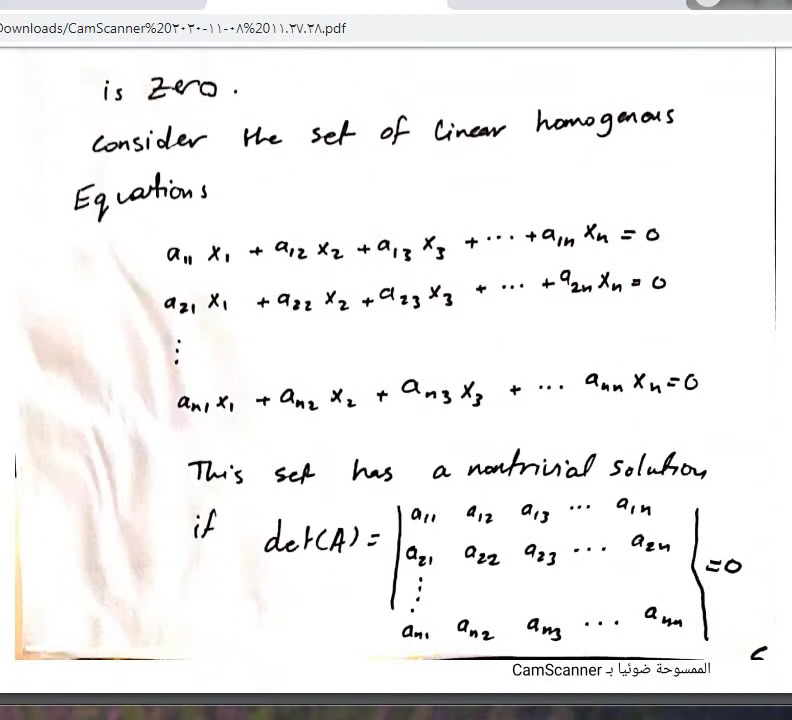 Downloads/CamScanner%20٢٠٢٠-١١-٠٨%20١١.٢٧.٢٨.pdf
is zero.
Consider the set of linear homogenous
Equations
a₁₁ x₁ + a₁₂ x₂ + a₁₃ x₃ + ... + a₁ₙ xₙ = 0
a₂₁ x₁ + a₂₂ x₂ + a₂₃ x₃ + ... + a₂ₙ xₙ = 0
⋮
aₙ₁ x₁ + aₙ₂ x₂ + aₙ₃ x₃ + ... aₙₙ xₙ = 0
This set has a nontrivial solution
if det(A) = | a₁₁ a₁₂ a₁₃ ... a₁ₙ
a₂₁ a₂₂ a₂₃ ... a₂ₙ | = 0
⋮
aₙ₁ aₙ₂ aₙ₃ ... aₙₙ
الممسوحة ضوئيا بـ CamScanner